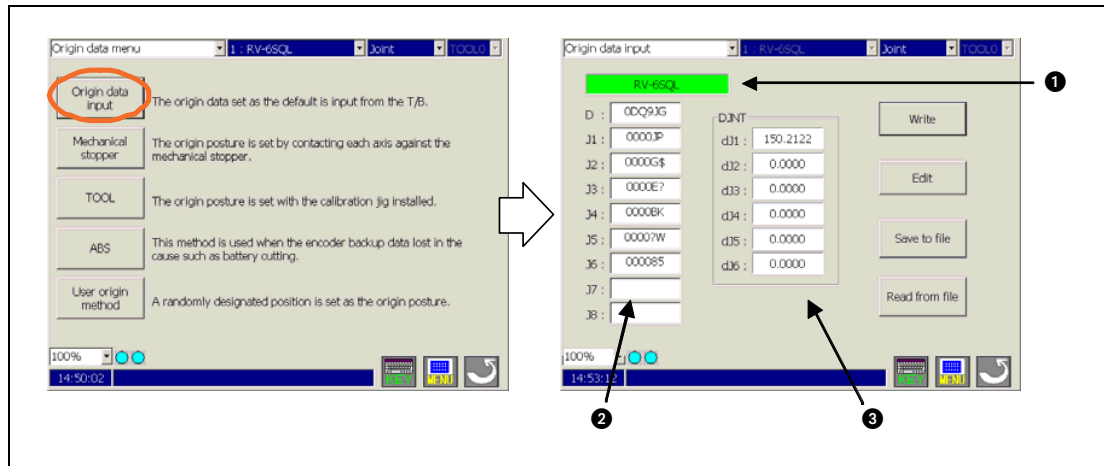 Origin data menu
1 : RV-6SQL
Joint
TOOL0
Origin data
input
The origin data set as the default is input from the T/B.
Mechanical
stopper
The origin posture is set by contacting each axis against the
mechanical stopper.
TOOL
The origin posture is set with the calibration jig installed.
ABS
This method is used when the encoder backup data lost in the
cause such as battery cutting.
User origin
method
A randomly designated position is set as the origin posture.
100%
14:50:02
KEY
MENU
Origin data input
1 : RV-6SQL
Joint
TOOL0
RV-6SQL
❶
D : 0DQ9JG
J1 : 0000JP
J2 : 0000G$
J3 : 0000E?
J4 : 0000BK
J5 : 0000?W
J6 : 000085
J7 :
J8 :
DJNT
dJ1 : 150.2122
dJ2 : 0.0000
dJ3 : 0.0000
dJ4 : 0.0000
dJ5 : 0.0000
dJ6 : 0.0000
Write
Edit
Save to file
Read from file
100%
14:53:12
KEY
MENU
❷
❸